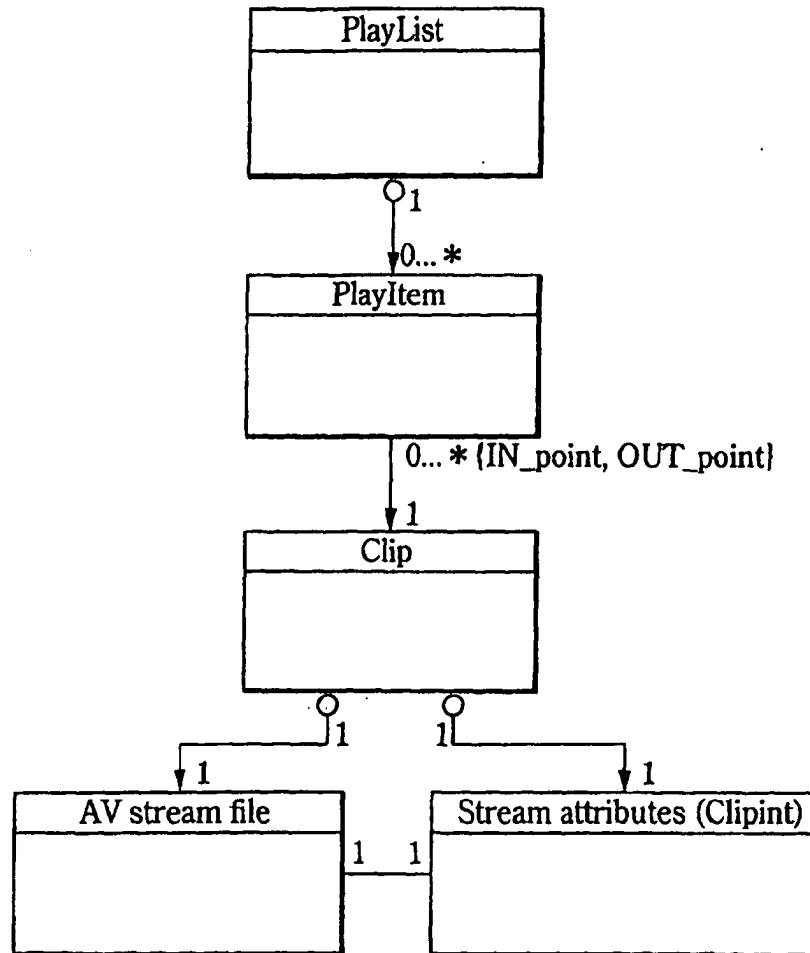 PlayList
1
0... *
PlayItem
0... * {IN_point, OUT_point}
1
Clip
1 1
1 1
AV stream file Stream attributes (Clipint)
1 1